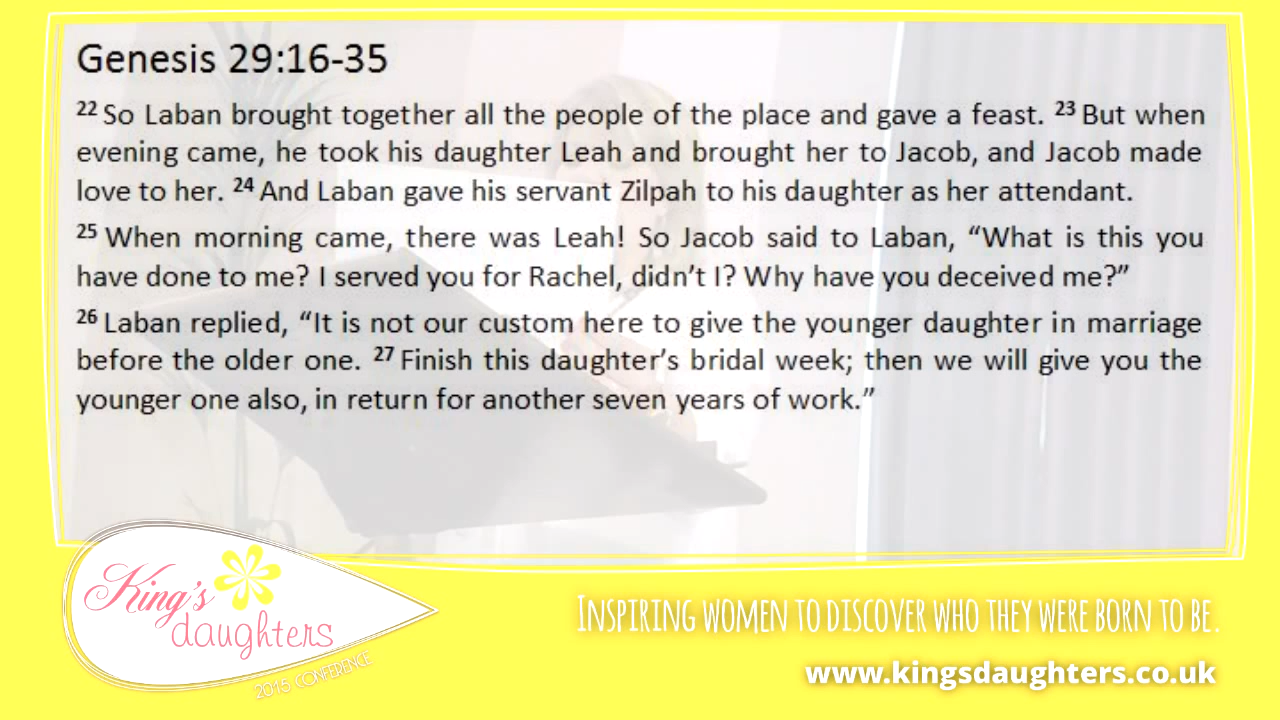 Genesis 29:16-35
22 So Laban brought together all the people of the place and gave a feast. 23 But when
evening came, he took his daughter Leah and brought her to Jacob, and Jacob made
love to her. 24 And Laban gave his servant Zilpah to his daughter as her attendant.
25 When morning came, there was Leah! So Jacob said to Laban, “What is this you
have done to me? I served you for Rachel, didn’t I? Why have you deceived me?”
26 Laban replied, “It is not our custom here to give the younger daughter in marriage
before the older one. 27 Finish this daughter’s bridal week; then we will give you the
younger one also, in return for another seven years of work.”
King's
daughters
2015 CONFERENCE
INSPIRING WOMEN TO DISCOVER WHO THEY WERE BORN TO BE.
www.kingsdaughters.co.uk